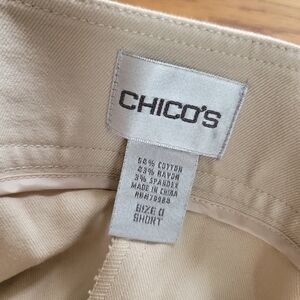 CHICO'S
54% COTTON
43% RAYON
3% SPANDEX
MADE IN CHINA
SIZE 0
SHORT